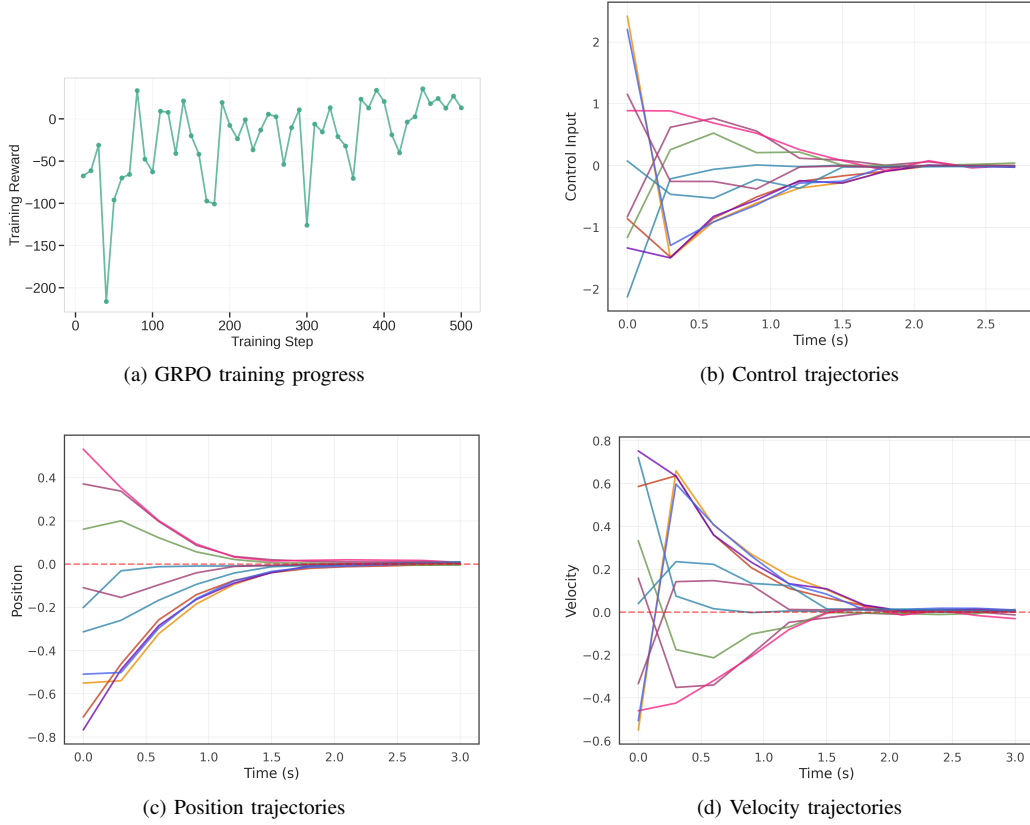 0
−50
−100
−150
−200
Training Reward
0 100 200 300 400 500
Training Step
(a) GRPO training progress
2
1
0
−1
−2
Control Input
0.0 0.5 1.0 1.5 2.0 2.5
Time (s)
(b) Control trajectories
0.4
0.2
0.0
−0.2
−0.4
−0.6
−0.8
Position
0.0 0.5 1.0 1.5 2.0 2.5 3.0
Time (s)
(c) Position trajectories
0.8
0.6
0.4
0.2
0.0
−0.2
−0.4
−0.6
Velocity
0.0 0.5 1.0 1.5 2.0 2.5 3.0
Time (s)
(d) Velocity trajectories